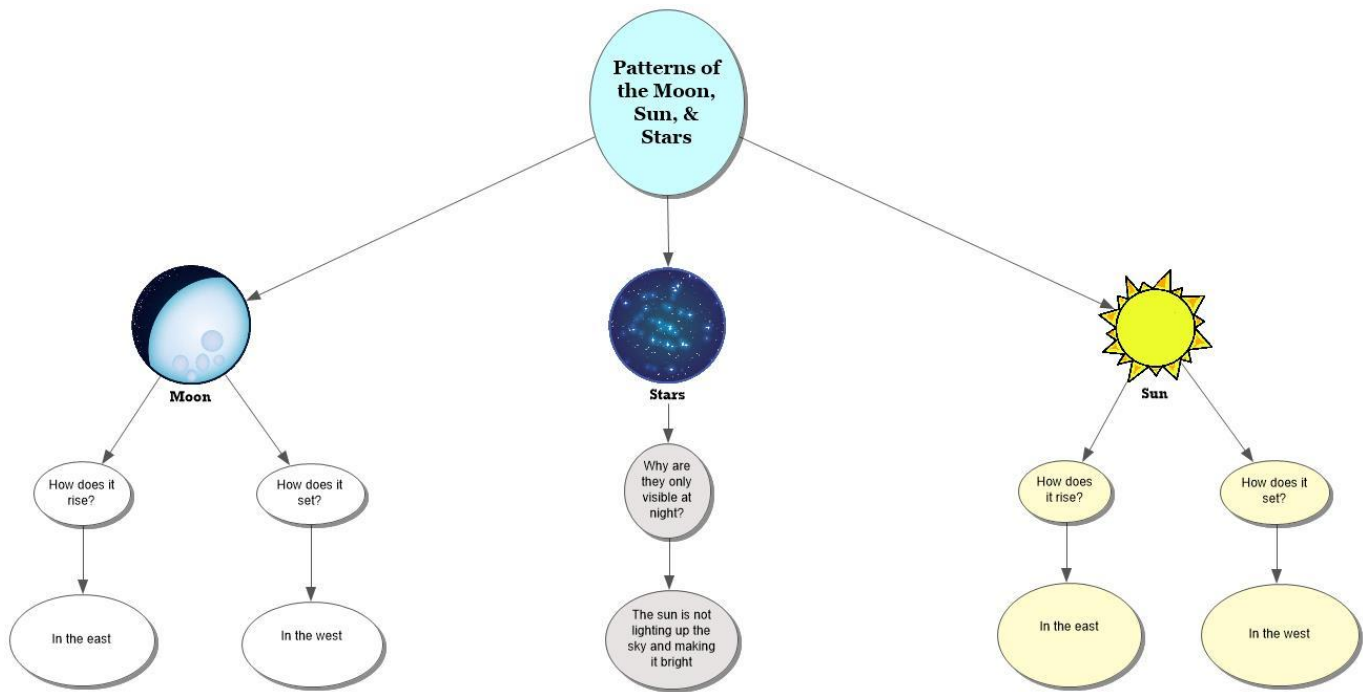 Patterns of
the Moon,
Sun, &
Stars
Moon
Stars
Sun
How does it
rise?
How does it
set?
Why are
they only
visible at
night?
How does
it rise?
How does it
set?
In the east
In the west
The sun is not
lighting up the
sky and making
it bright
In the east
In the west